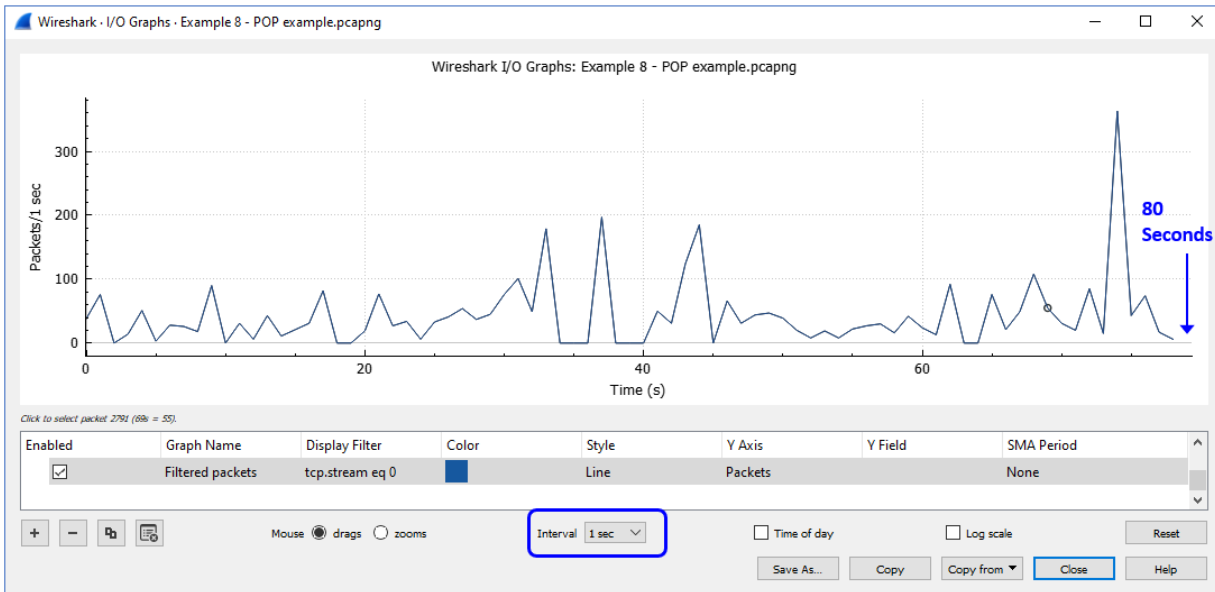 Wireshark · I/O Graphs · Example 8 - POP example.pcapng
Wireshark I/O Graphs: Example 8 - POP example.pcapng
Packets/1 sec
300
200
100
0
80
Seconds
0 20 40 60
Time (s)
Click to select packet 2791 (69s = 55).
Enabled Graph Name Display Filter Color Style Y Axis Y Field SMA Period
Filtered packets tcp.stream eq 0 Line Packets None
+ − Mouse drags zooms Interval 1 sec Time of day Log scale Reset
Save As... Copy Copy from Close Help